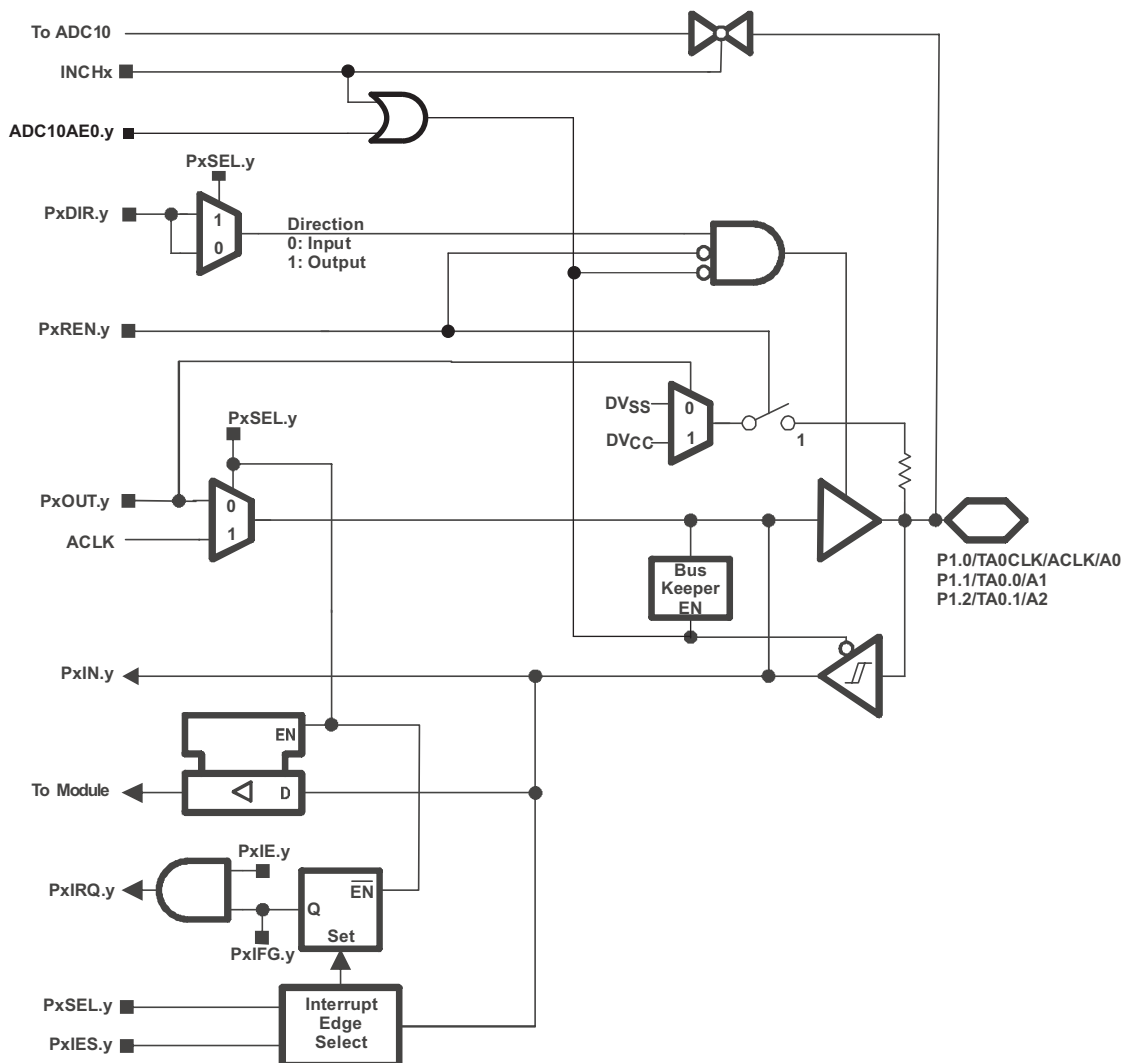 To ADC10
INCHx
ADC10AE0.y
PxSEL.y
PxDIR.y
1
0
Direction
0: Input
1: Output
PxREN.y
DVSS
0
DVCC
1
1
PxSEL.y
PxOUT.y
0
ACLK
1
Bus
Keeper
EN
P1.0/TA0CLK/ACLK/A0
P1.1/TA0.0/A1
P1.2/TA0.1/A2
PxIN.y
EN
To Module
D
PxIE.y
PxIRQ.y
EN
Q
Set
PxIFG.y
PxSEL.y
PxIES.y
Interrupt
Edge
Select